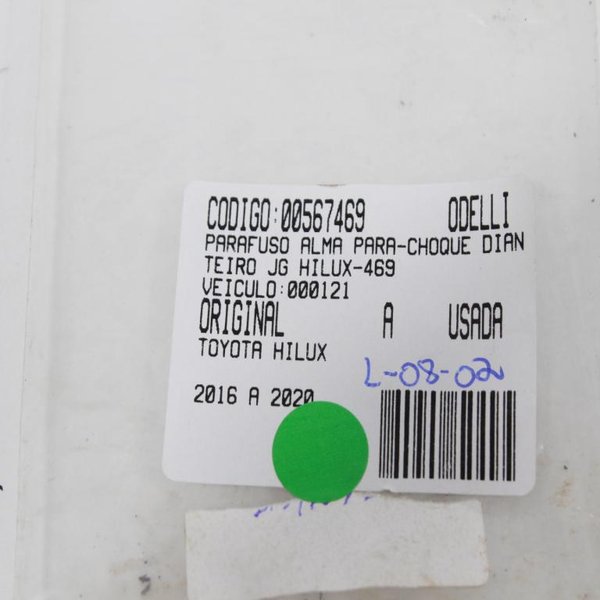 CODIGO:00567469 ODELLI
PARAFUSO ALMA PARA-CHOQUE DIAN
TEIRO JG HILUX-469
VEICULO:000121
ORIGINAL A USADA
TOYOTA HILUX
L-08-02
2016 A 2020